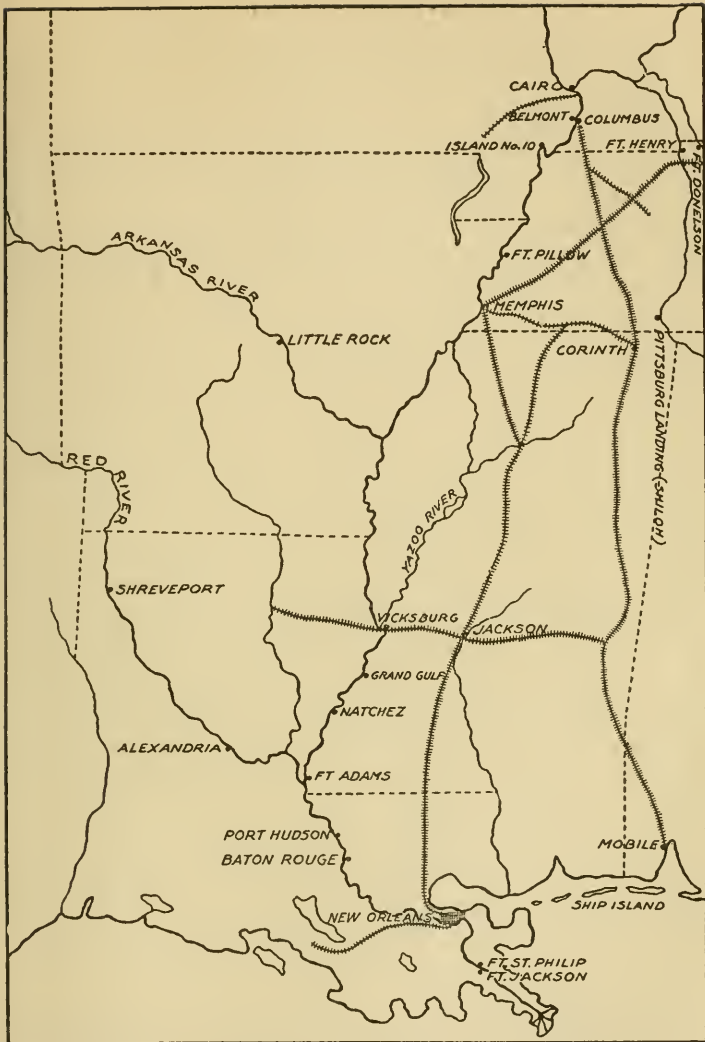 CAIRO
BELMONT
COLUMBUS
ISLAND No. 10
FT. HENRY
FT. DONELSON
ARKANSAS RIVER
FT. PILLOW
MEMPHIS
LITTLE ROCK
CORINTH
PITTSBURG LANDING (SHILOH)
RED RIVER
YAZOO RIVER
SHREVEPORT
VICKSBURG
JACKSON
GRAND GULF
NATCHEZ
ALEXANDRIA
FT ADAMS
PORT HUDSON
BATON ROUGE
MOBILE
SHIP ISLAND
NEW ORLEANS
FT. ST. PHILIP
FT. JACKSON